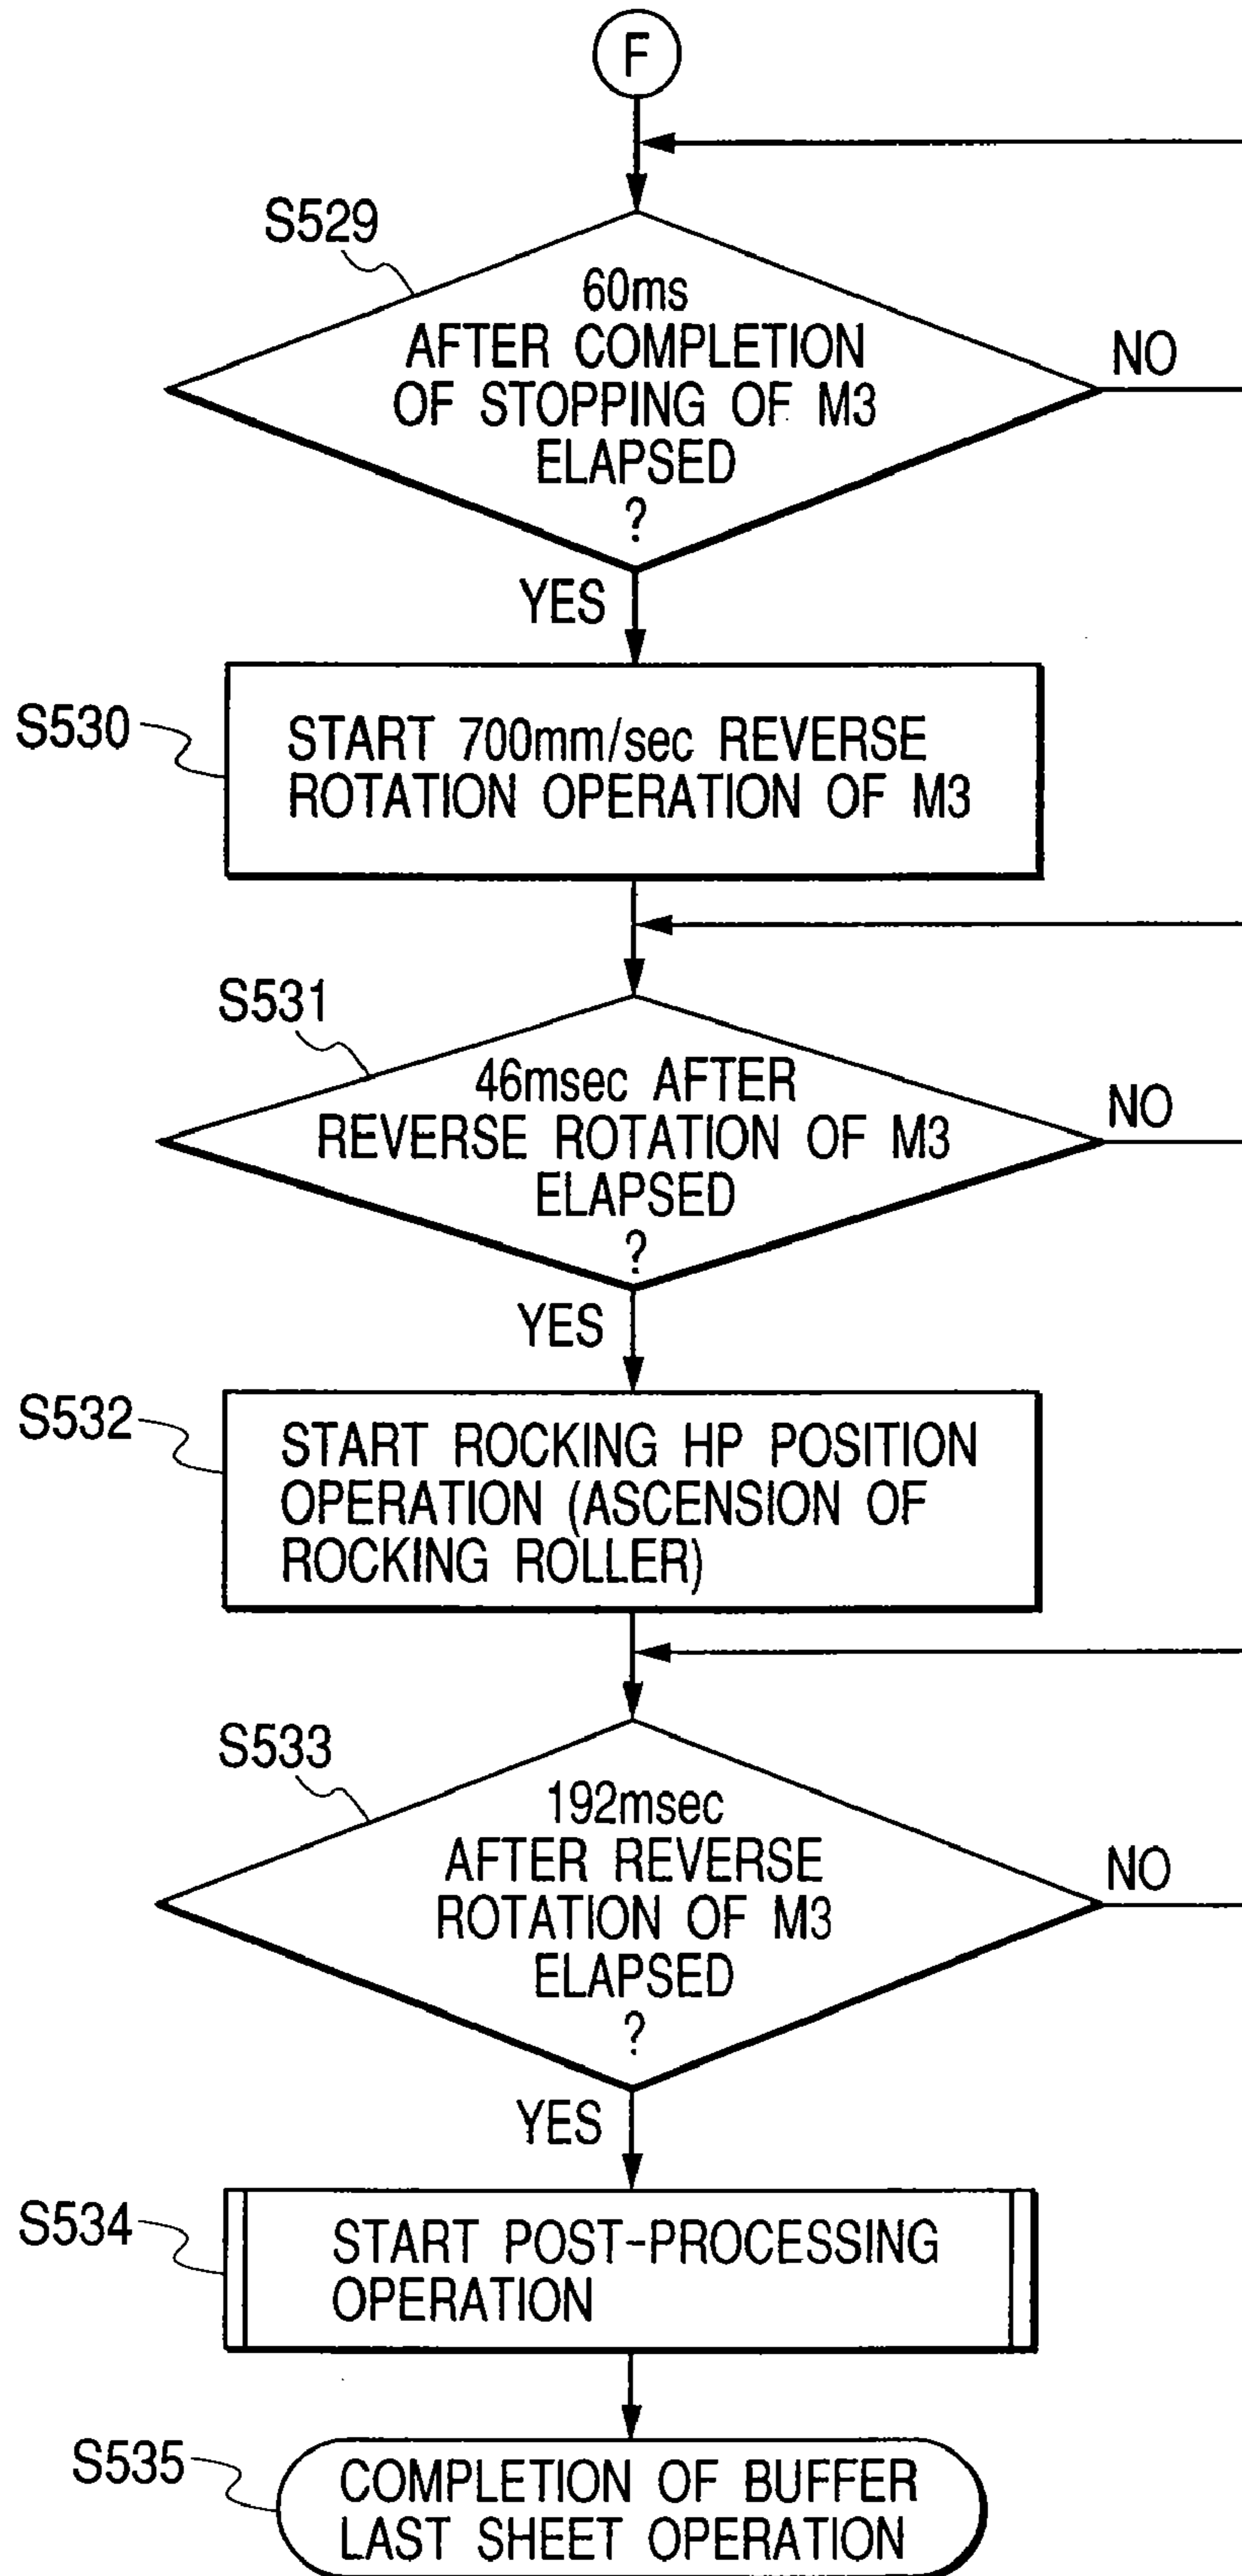 F
S529
60ms
AFTER COMPLETION
OF STOPPING OF M3
ELAPSED
?
NO
YES
S530
START 700mm/sec REVERSE
ROTATION OPERATION OF M3
S531
46msec AFTER
REVERSE ROTATION OF M3
ELAPSED
?
NO
YES
S532
START ROCKING HP POSITION
OPERATION (ASCENSION OF
ROCKING ROLLER)
S533
192msec
AFTER REVERSE
ROTATION OF M3
ELAPSED
?
NO
YES
S534
START POST-PROCESSING
OPERATION
S535
COMPLETION OF BUFFER
LAST SHEET OPERATION